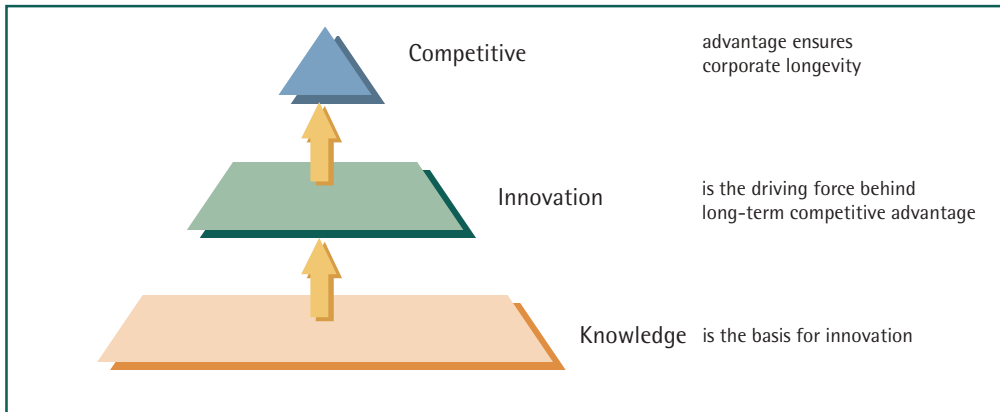 Competitive advantage ensures
corporate longevity
Innovation is the driving force behind
long-term competitive advantage
Knowledge is the basis for innovation